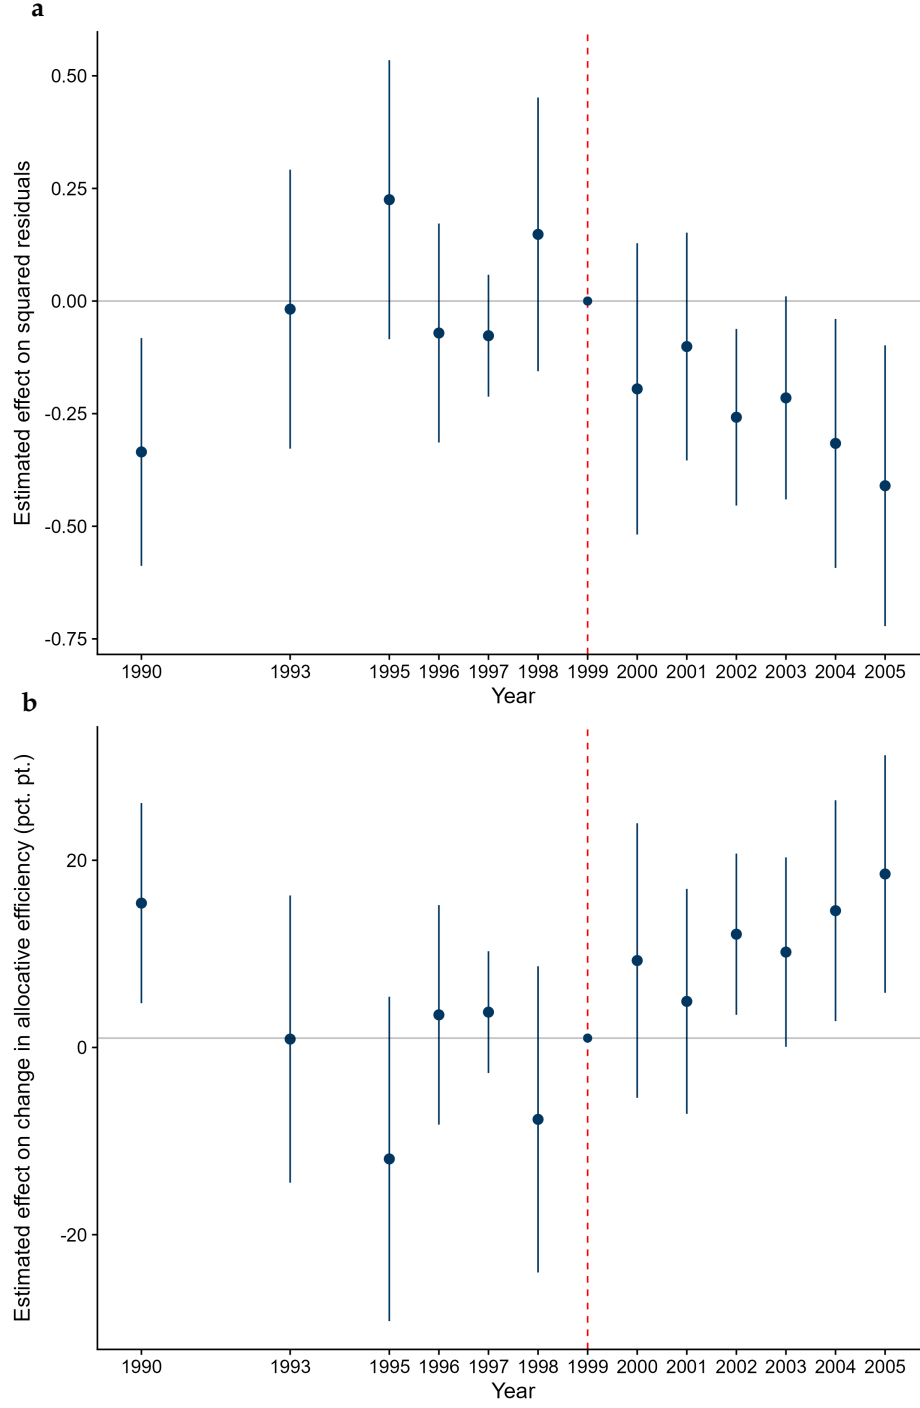 a
Estimated effect on squared residuals
0.50
0.25
0.00
-0.25
-0.50
-0.75
1990 1993 1995 1996 1997 1998 1999 2000 2001 2002 2003 2004 2005
Year
b
Estimated effect on change in allocative efficiency (pct. pt.)
20
0
-20
1990 1993 1995 1996 1997 1998 1999 2000 2001 2002 2003 2004 2005
Year